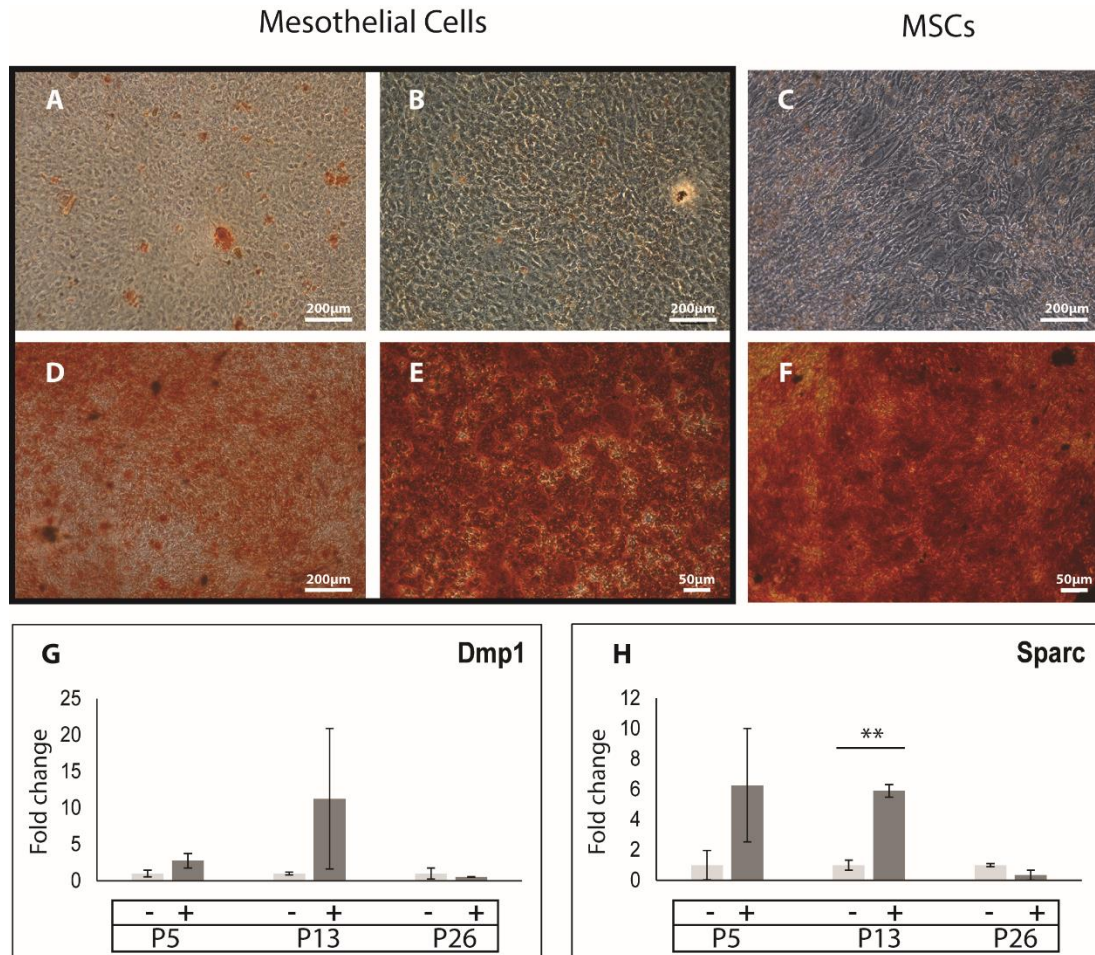 Mesothelial Cells
MSCs
A
200µm
B
200µm
C
200µm
D
200µm
E
50µm
F
50µm
G
Dmp1
Fold change
25
20
15
10
5
0
- + - + - +
P5 P13 P26
H
Sparc
Fold change
12
10
8
6
4
2
0
**
- + - + - +
P5 P13 P26